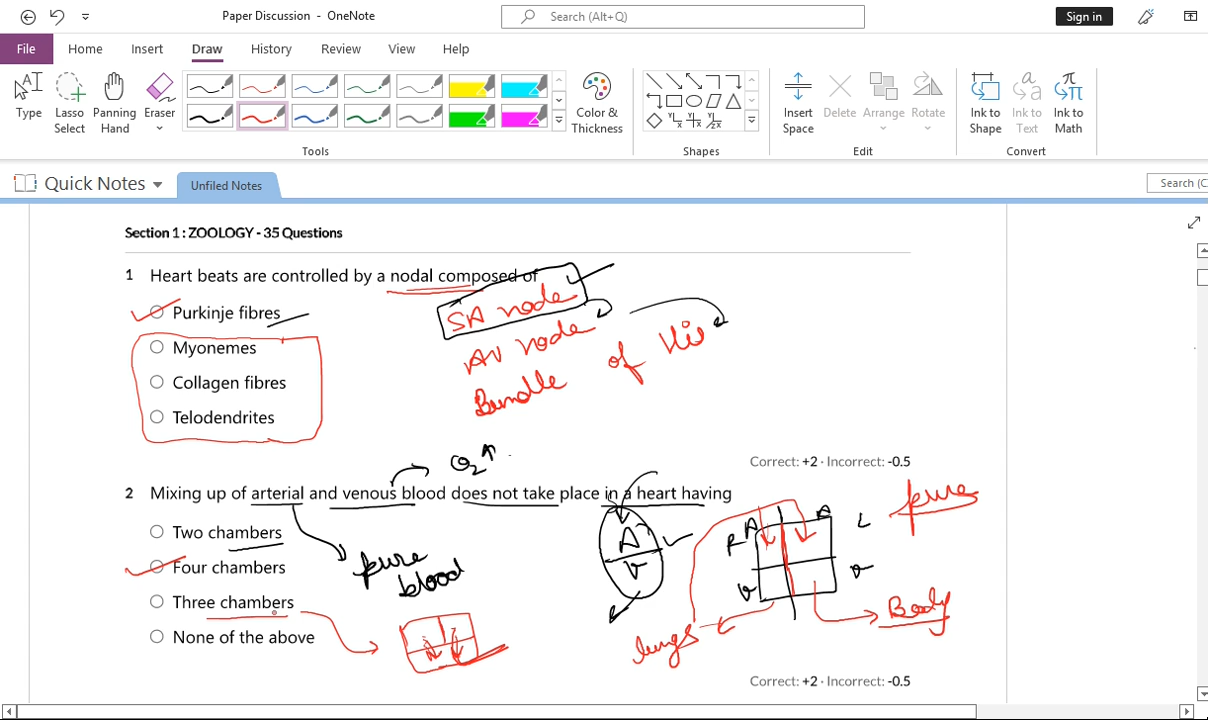 Paper Discussion - OneNote
Search (Alt+Q)
Sign in
File Home Insert Draw History Review View Help
Type
Lasso Select
Panning Hand
Eraser
Color & Thickness
Insert Space
Delete
Arrange
Rotate
Ink to Shape
Ink to Text
Ink to Math
Tools
Shapes
Edit
Convert
Quick Notes
Unfiled Notes
Search (C
Section 1 : ZOOLOGY - 35 Questions
1 Heart beats are controlled by a nodal composed of
Purkinje fibres
Myonemes
Collagen fibres
Telodendrites
SA node
AV node
Bundle of His
Correct: +2 · Incorrect: -0.5
O2↑
2 Mixing up of arterial and venous blood does not take place in a heart having
Two chambers
Four chambers
Three chambers
None of the above
pure blood
A
V
R A A L
V V
pure
lungs
Body
Correct: +2 · Incorrect: -0.5